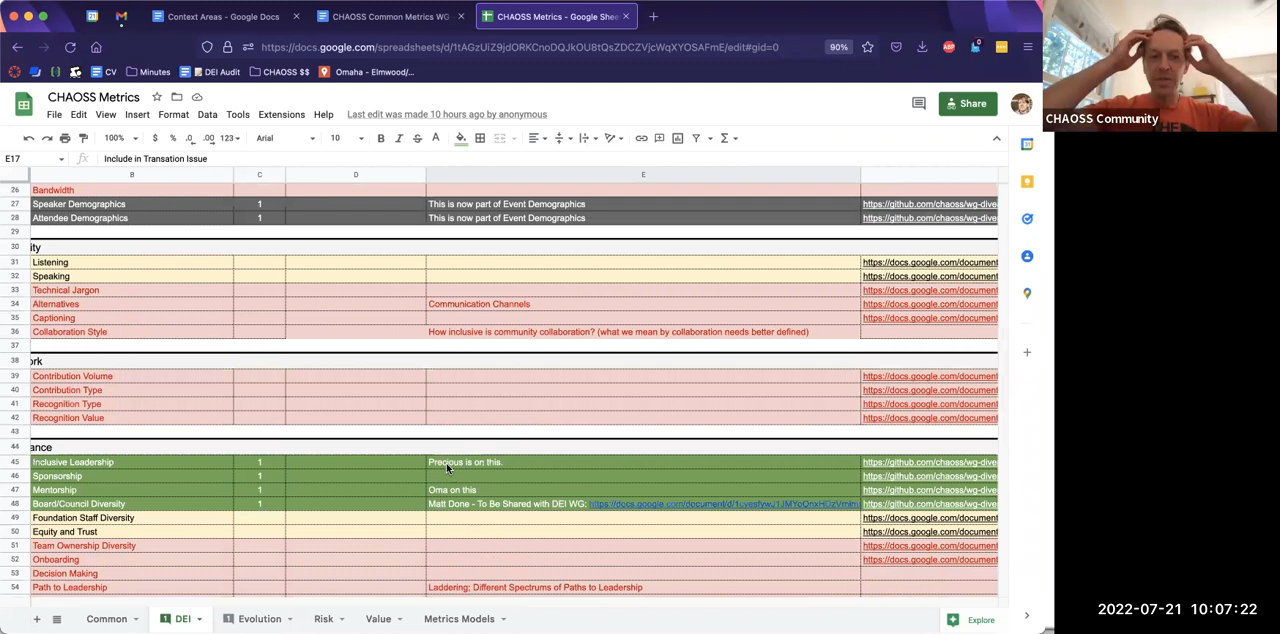 Context Areas - Google Docs
CHAOSS Common Metrics WG
CHAOSS Metrics - Google Shee
https://docs.google.com/spreadsheets/d/1tAGzUiZ9jdORKCnoDQJkOU8tQsZDCZVjcWqXYOSAFmE/edit#gid=0
90%
CV Minutes DEI Audit CHAOSS $$ Omaha - Elmwood/...
CHAOSS Metrics
File Edit View Insert Format Data Tools Extensions Help Last edit was made 10 hours ago by anonymous
Share
CHAOSS Community
100% $ % .0 .00 123 Arial 10 B I S A
E17 fx Include in Transation Issue
B C D E
26 Bandwidth
27 Speaker Demographics 1 This is now part of Event Demographics https://github.com/chaoss/wg-dive
28 Attendee Demographics 1 This is now part of Event Demographics https://github.com/chaoss/wg-dive
29
30 ity
31 Listening https://docs.google.com/document
32 Speaking https://docs.google.com/document
33 Technical Jargon https://docs.google.com/document
34 Alternatives Communication Channels https://docs.google.com/document
35 Captioning https://docs.google.com/document
36 Collaboration Style How inclusive is community collaboration? (what we mean by collaboration needs better defined)
37
38 ork
39 Contribution Volume https://docs.google.com/document
40 Contribution Type https://docs.google.com/document
41 Recognition Type https://docs.google.com/document
42 Recognition Value https://docs.google.com/document
43
44 ance
45 Inclusive Leadership 1 Precious is on this. https://github.com/chaoss/wg-dive
46 Sponsorship 1 https://github.com/chaoss/wg-dive
47 Mentorship 1 Oma on this https://github.com/chaoss/wg-dive
48 Board/Council Diversity 1 Matt Done - To Be Shared with DEI WG: https://github.com/chaoss/wg-dive
49 Foundation Staff Diversity https://docs.google.com/document
50 Equity and Trust https://docs.google.com/document
51 Team Ownership Diversity https://docs.google.com/document
52 Onboarding https://docs.google.com/document
53 Decision Making
54 Path to Leadership Laddering; Different Spectrums of Paths to Leadership
Common 1 DEI 1 Evolution Risk Value Metrics Models
Explore
2022-07-21 10:07:22